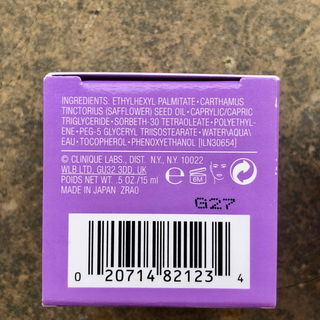 INGREDIENTS: ETHYLHEXYL PALMITATE • CARTHAMUS
TINCTORIUS (SAFFLOWER) SEED OIL • CAPRYLIC/CAPRIC
TRIGLYCERIDE • SORBETH-30 TETRAOLEATE • POLYETHYL-
ENE • PEG-5 GLYCERYL TRIISOSTEARATE • WATER\AQUA\
EAU • TOCOPHEROL • PHENOXYETHANOL [ILN30654]
© CLINIQUE LABS., DIST. N.Y., N.Y. 10022
WLB LTD. GU32 3DD, UK
POIDS NET WT. .5 OZ./15 ml
MADE IN JAPAN ZRA0
e
6M
G27
0 20714 82123 4